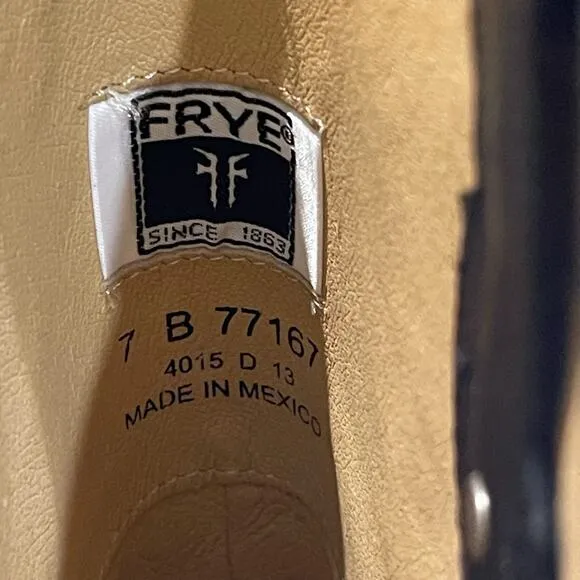 FRYE®
SINCE 1863
7 B 77167
4015 D 13
MADE IN MEXICO